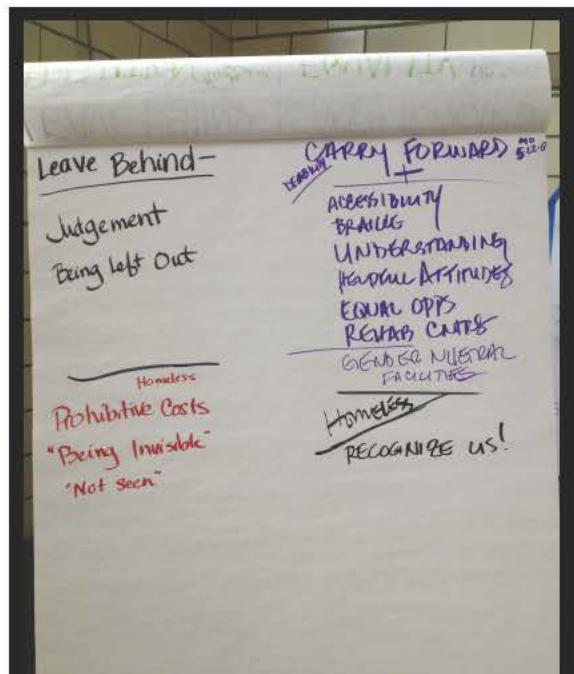 Leave Behind-
Judgement
Being Left Out
Homeless
Prohibitive Costs
"Being Invisible"
"Not seen"
CARRY FORWARD
+
DISABILITY
ACCESSIBILITY
BRAILLE
UNDERSTANDING
HELPFUL ATTITUDES
EQUAL OPPS
REHAB CNTRS
GENDER NUETRAL
FACILITIES
HOMELESS
RECOGNIZE US!